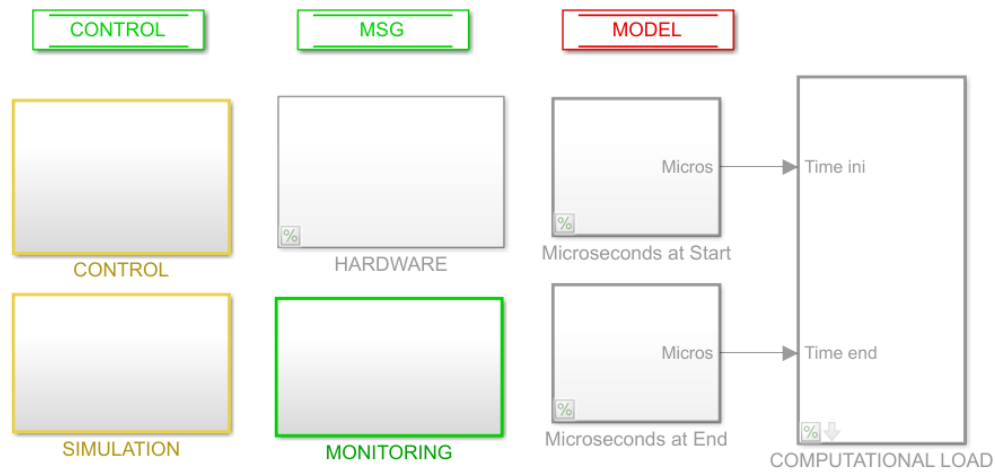 CONTROL
MSG
MODEL
Micros
Time ini
%
%
Microseconds at Start
HARDWARE
CONTROL
Micros
Time end
%
%
Microseconds at End
SIMULATION
MONITORING
COMPUTATIONAL LOAD